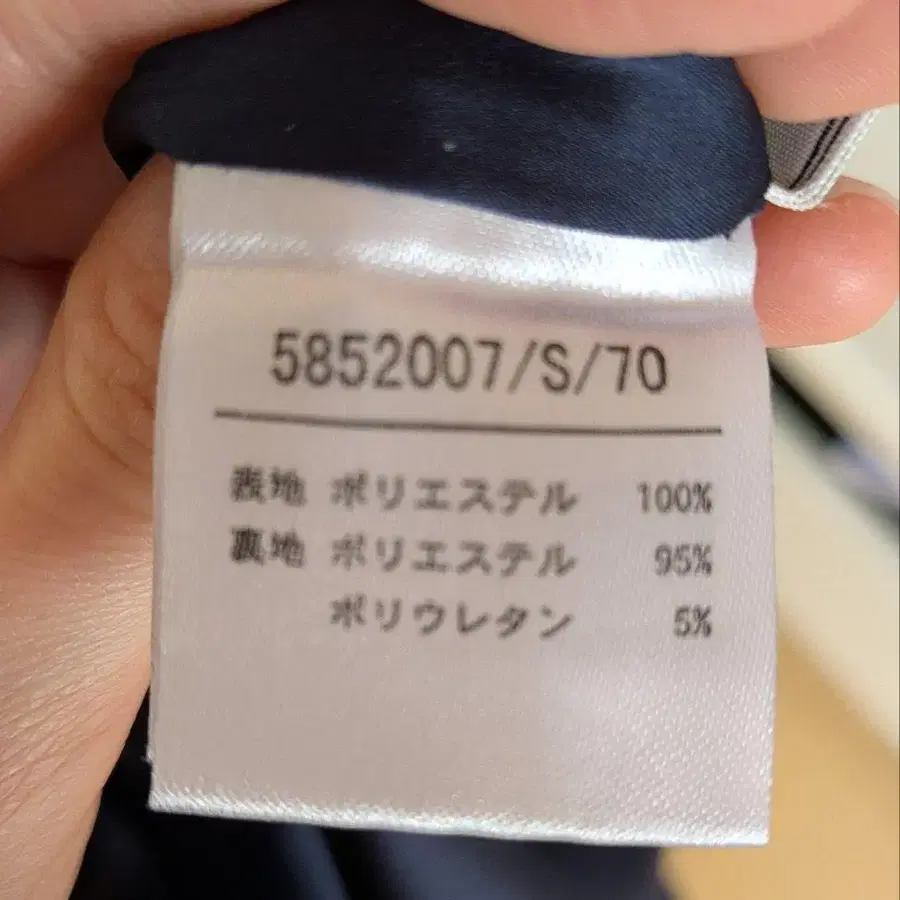 5852007/S/70
表地 ポリエステル 100%
裏地 ポリエステル 95%
ポリウレタン 5%